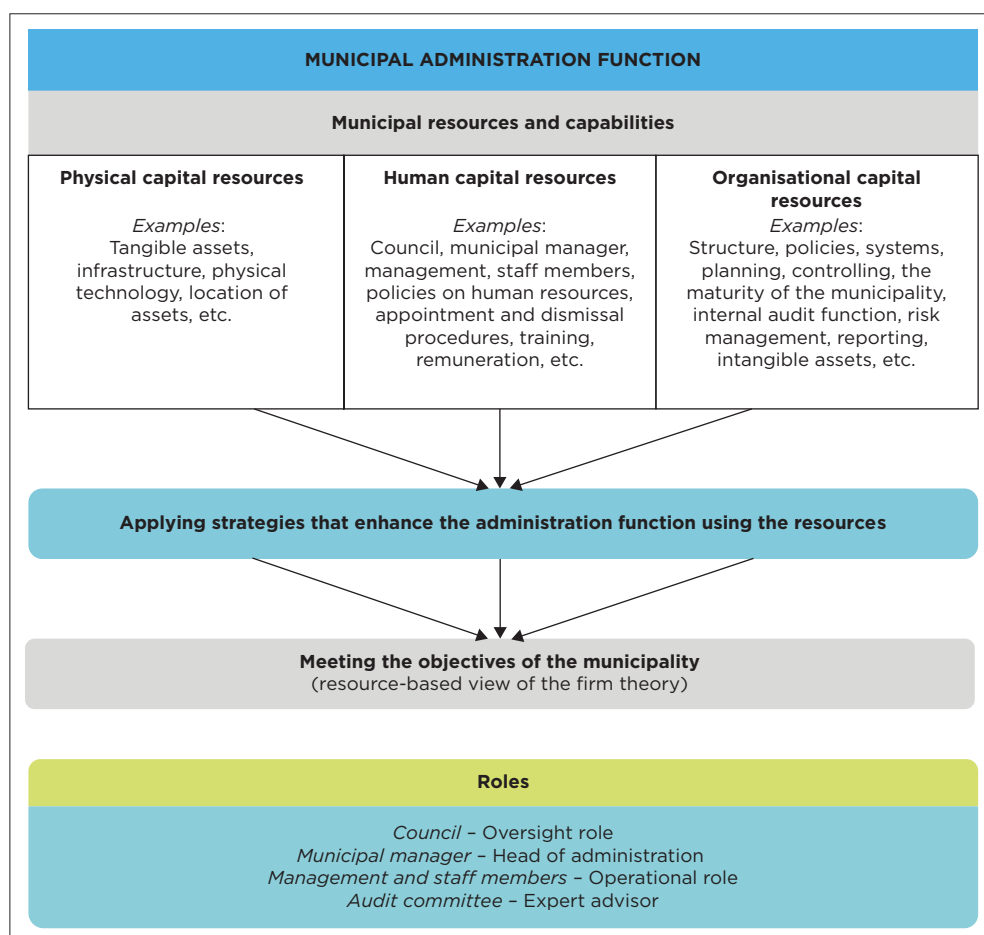 MUNICIPAL ADMINISTRATION FUNCTION
Municipal resources and capabilities
Physical capital resources
Examples:
Tangible assets,
infrastructure, physical
technology, location of
assets, etc.
Human capital resources
Examples:
Council, municipal manager,
management, staff members,
policies on human resources,
appointment and dismissal
procedures, training,
remuneration, etc.
Organisational capital
resources
Examples:
Structure, policies, systems,
planning, controlling, the
maturity of the municipality,
internal audit function, risk
management, reporting,
intangible assets, etc.
Applying strategies that enhance the administration function using the resources
Meeting the objectives of the municipality
(resource-based view of the firm theory)
Roles
Council – Oversight role
Municipal manager – Head of administration
Management and staff members – Operational role
Audit committee – Expert advisor